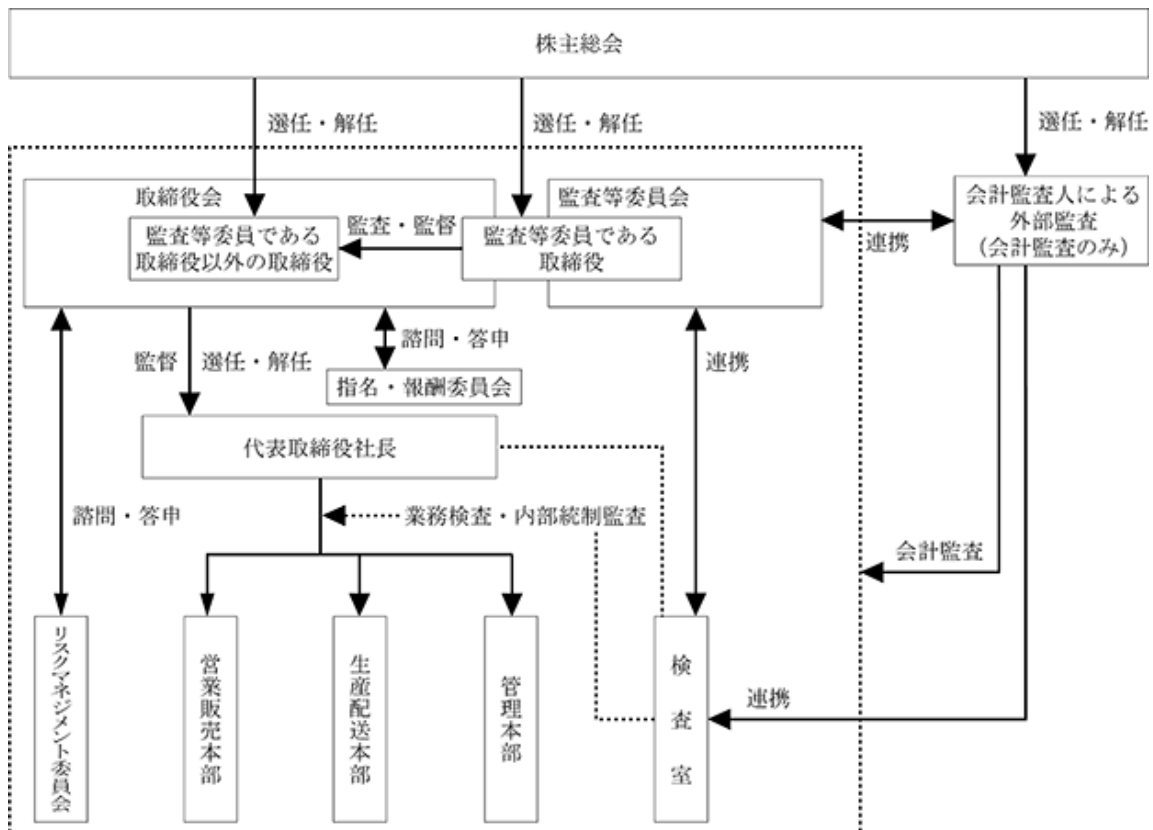 株主総会
選任・解任
選任・解任
選任・解任
取締役会
監査等委員会
会計監査人による
外部監査
(会計監査のみ)
監査等委員である
取締役以外の取締役
監査・監督
監査等委員である
取締役
連携
諮問・答申
監督
選任・解任
連携
指名・報酬委員会
代表取締役社長
諮問・答申
業務検査・内部統制監査
会計監査
リスクマネジメント委員会
営業販売本部
生産配送本部
管理本部
検査室
連携